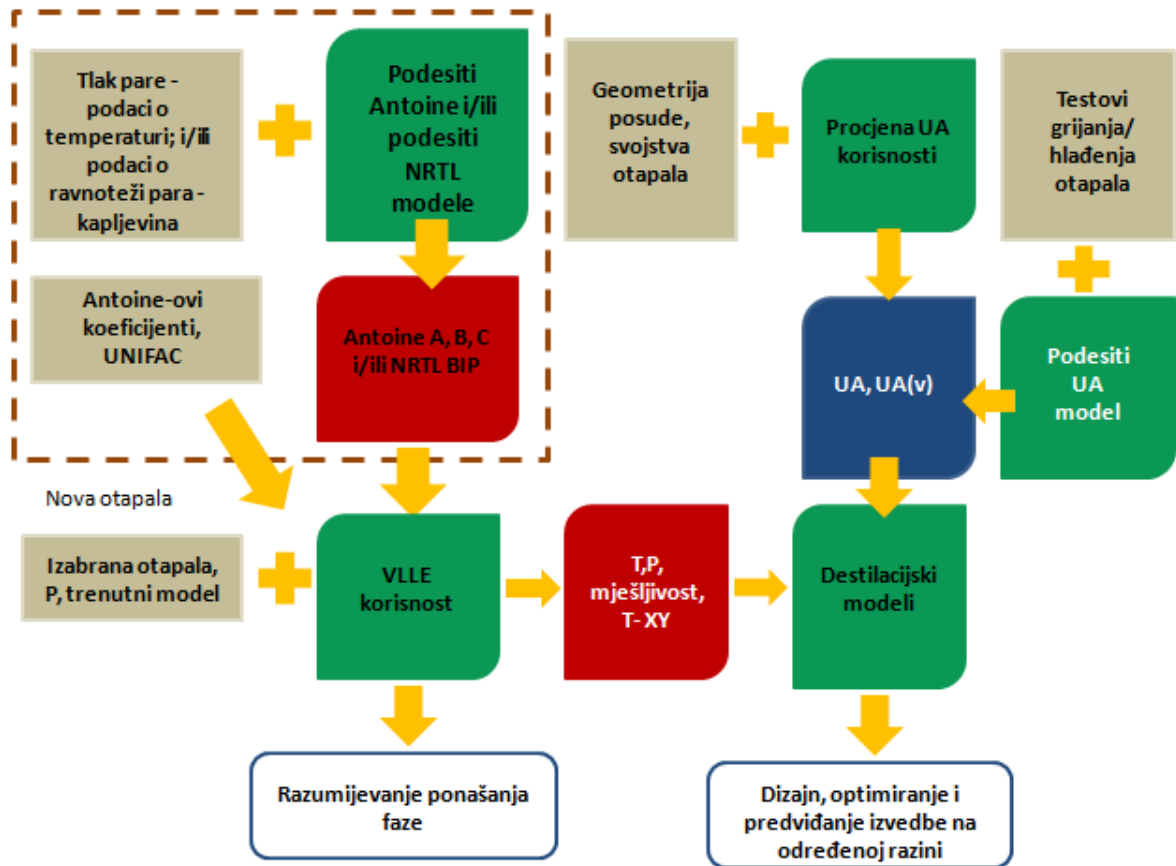 Tlak pare -
podaci o
temperaturi; i/ili
podaci o
ravnoteži para -
kapljevina
Podesiti
Antoine i/ili
podesiti
NRTL
modele
Geometrija
posude,
svojstva
otapala
Procjena UA
korisnosti
Testovi
grijanja/
hlađenja
otapala
Antoine-ovi
koeficijenti,
UNIFAC
Antoine A, B, C
i/ili NRTL BIP
UA, UA(v)
Podesiti
UA
model
Nova otapala
Izabrana otapala,
P, trenutni model
VLLE
korisnost
T,P,
mješljivost,
T- XY
Destilacijski
modeli
Razumijevanje ponašanja
faze
Dizajn, optimiranje i
predviđanje izvedbe na
određenoj razini